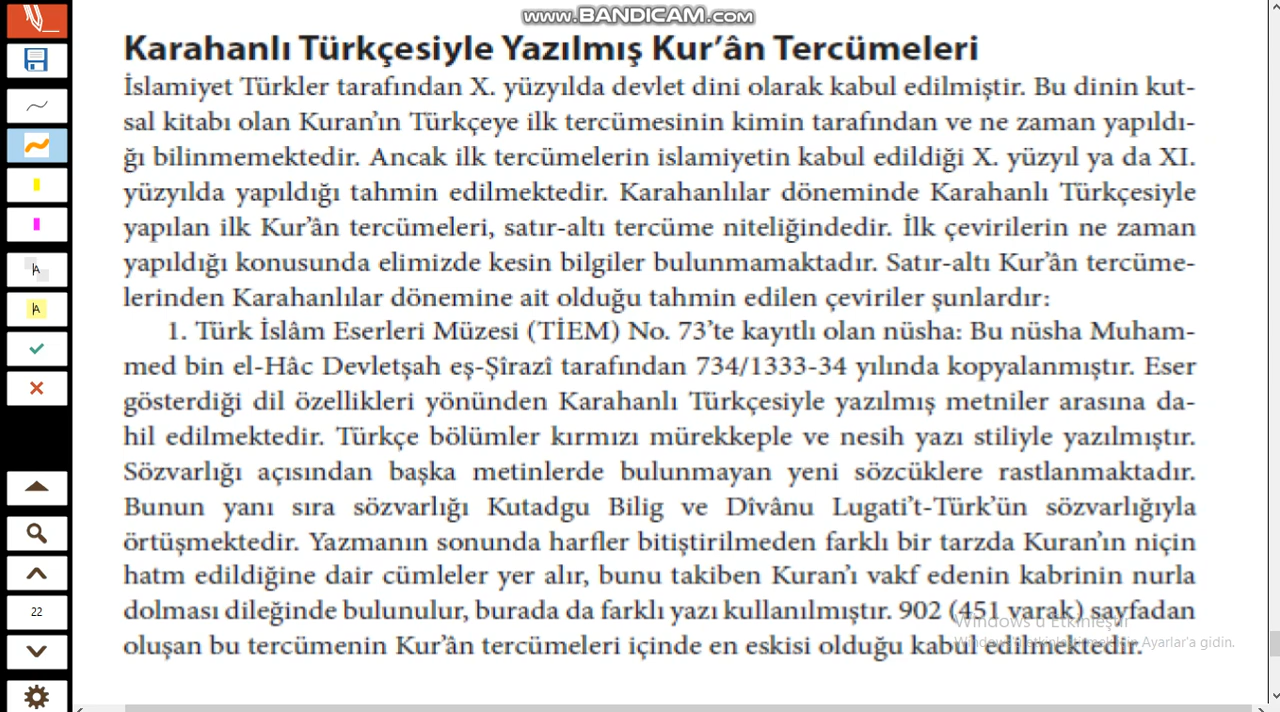 www.BANDICAM.com
Karahanlı Türkçesiyle Yazılmış Kur’ân Tercümeleri
İslamiyet Türkler tarafından X. yüzyılda devlet dini olarak kabul edilmiştir. Bu dinin kut-
sal kitabı olan Kuran’ın Türkçeye ilk tercümesinin kimin tarafından ve ne zaman yapıldı-
ğı bilinmemektedir. Ancak ilk tercümelerin islamiyetin kabul edildiği X. yüzyıl ya da XI.
yüzyılda yapıldığı tahmin edilmektedir. Karahanlılar döneminde Karahanlı Türkçesiyle
yapılan ilk Kur’ân tercümeleri, satır-altı tercüme niteliğindedir. İlk çevirilerin ne zaman
yapıldığı konusunda elimizde kesin bilgiler bulunmamaktadır. Satır-altı Kur’ân tercüme-
lerinden Karahanlılar dönemine ait olduğu tahmin edilen çeviriler şunlardır:
1. Türk İslâm Eserleri Müzesi (TİEM) No. 73’te kayıtlı olan nüsha: Bu nüsha Muham-
med bin el-Hâc Devletşah eş-Şîrazî tarafından 734/1333-34 yılında kopyalanmıştır. Eser
gösterdiği dil özellikleri yönünden Karahanlı Türkçesiyle yazılmış metniler arasına da-
hil edilmektedir. Türkçe bölümler kırmızı mürekkeple ve nesih yazı stiliyle yazılmıştır.
Sözvarlığı açısından başka metinlerde bulunmayan yeni sözcüklere rastlanmaktadır.
Bunun yanı sıra sözvarlığı Kutadgu Bilig ve Dîvânu Lugati’t-Türk’ün sözvarlığıyla
örtüşmektedir. Yazmanın sonunda harfler bitiştirilmeden farklı bir tarzda Kuran’ın niçin
hatm edildiğine dair cümleler yer alır, bunu takiben Kuran’ı vakf edenin kabrinin nurla
dolması dileğinde bulunulur, burada da farklı yazı kullanılmıştır. 902 (451 varak) sayfadan
oluşan bu tercümenin Kur’ân tercümeleri içinde en eskisi olduğu kabul edilmektedir.
Windows'u Etkinleştir
Windows'u etkinleştirmek için Ayarlar'a gidin.
A
A
22